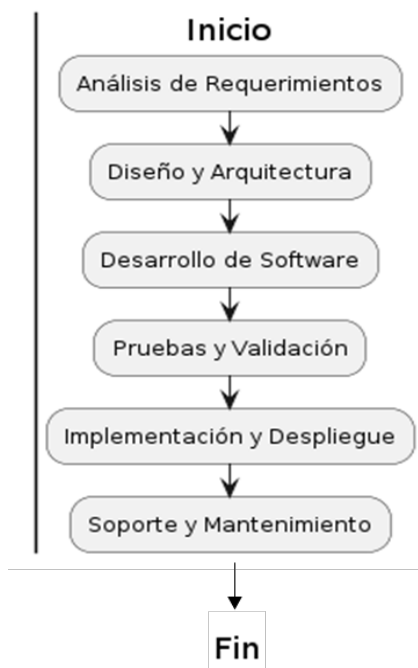 Inicio
Análisis de Requerimientos
Diseño y Arquitectura
Desarrollo de Software
Pruebas y Validación
Implementación y Despliegue
Soporte y Mantenimiento
Fin